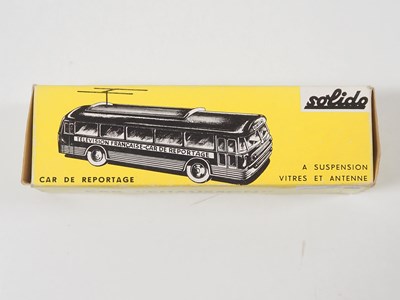 solido
TELEVISION FRANÇAISE-CAR DE REPORTAGE
CAR DE REPORTAGE
A SUSPENSION
VITRES ET ANTENNE